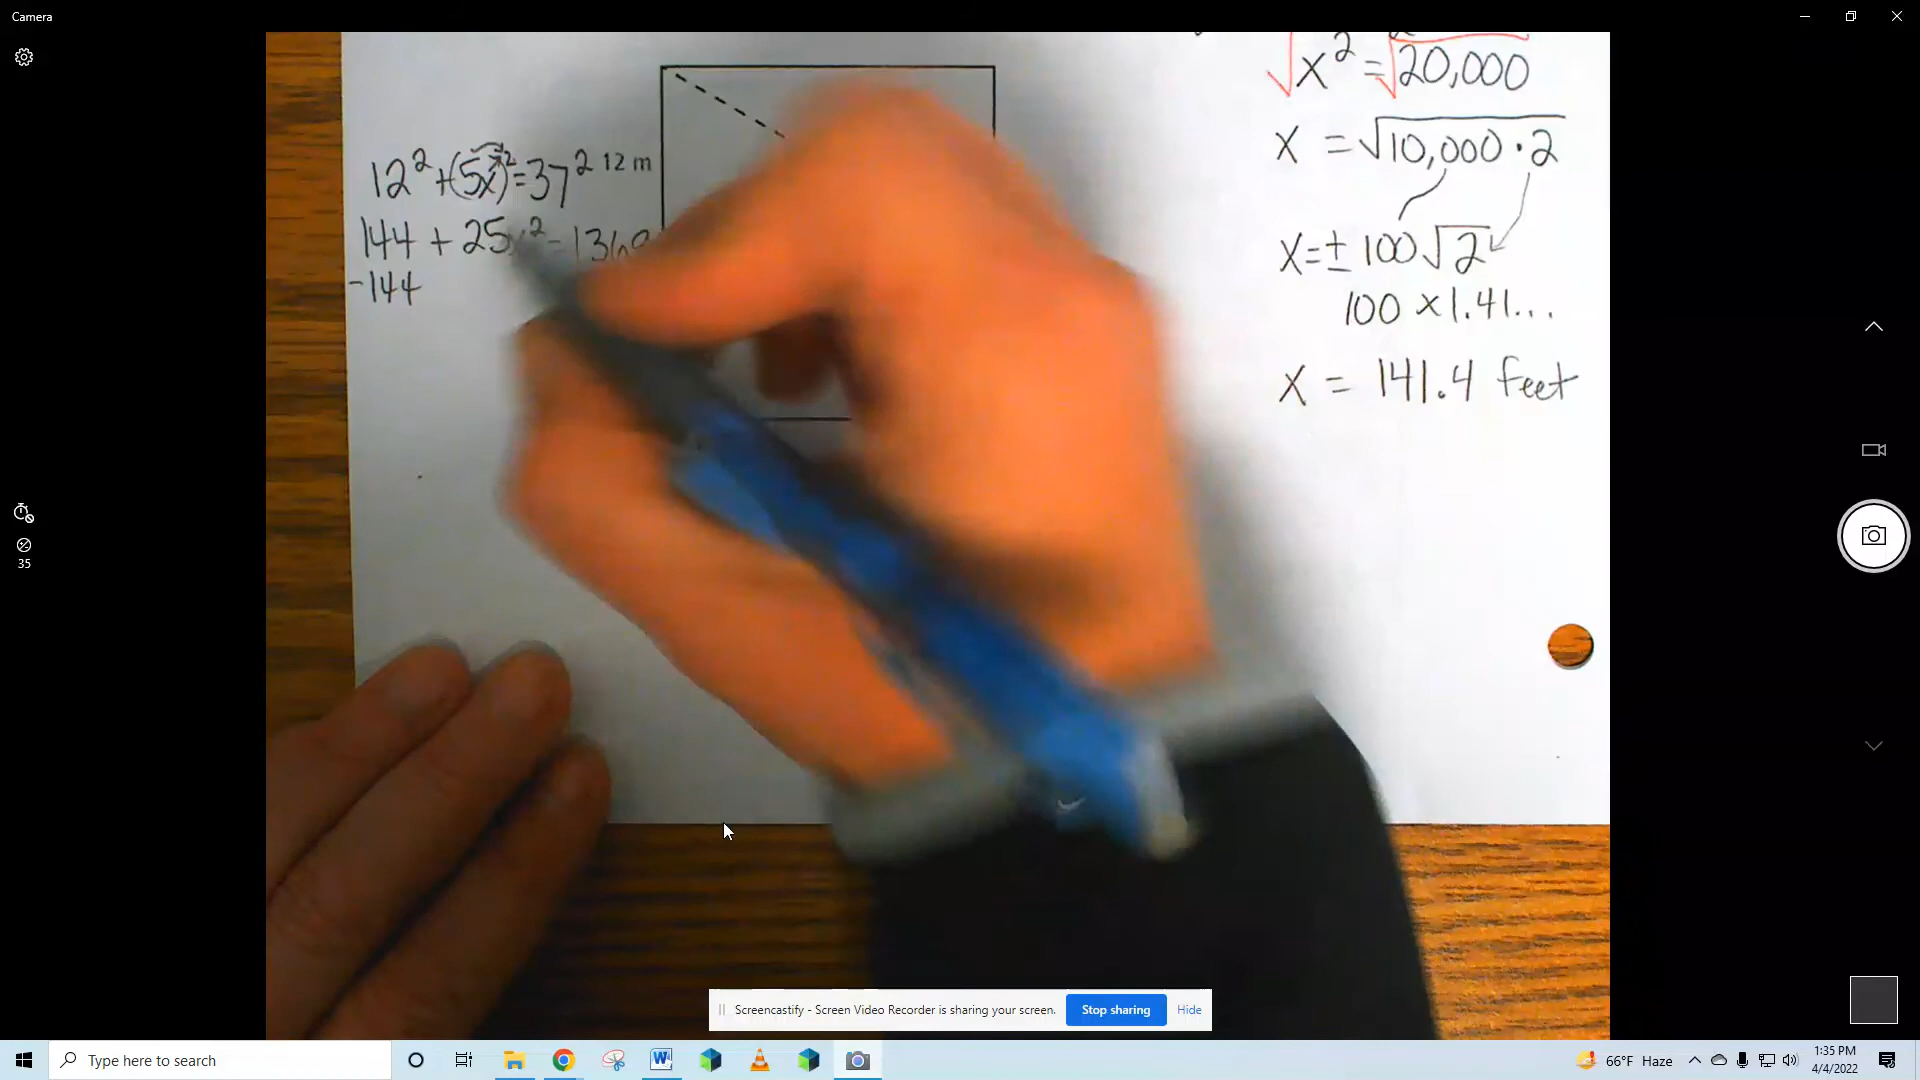 Camera
12² + (5x)² = 37²
12 m
144 + 25x² = 1369
-144
√x² = √20,000
x = √10,000 · 2
x = ± 100√2
100 x 1.41...
x = 141.4 feet
35
Screencastify - Screen Video Recorder is sharing your screen.
Stop sharing
Hide
Type here to search
66°F Haze
1:35 PM
4/4/2022